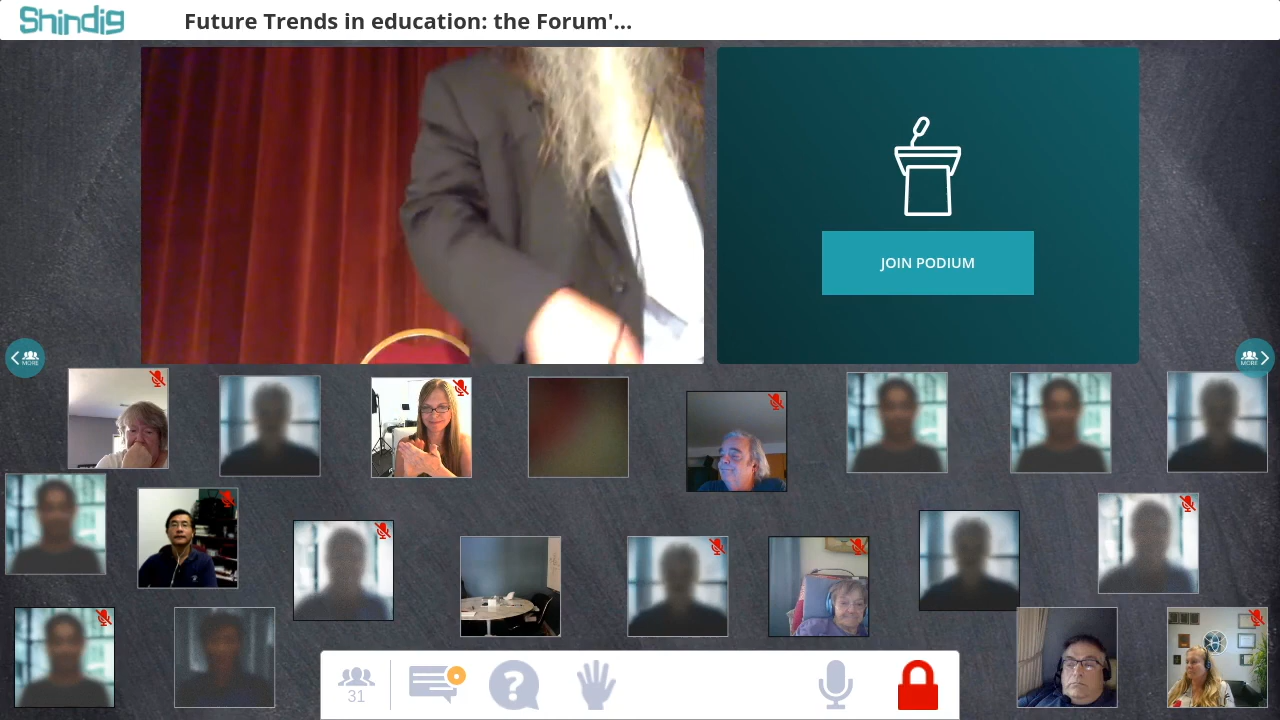 Shindig
Future Trends in education: the Forum'...
JOIN PODIUM
MORE
MORE
31